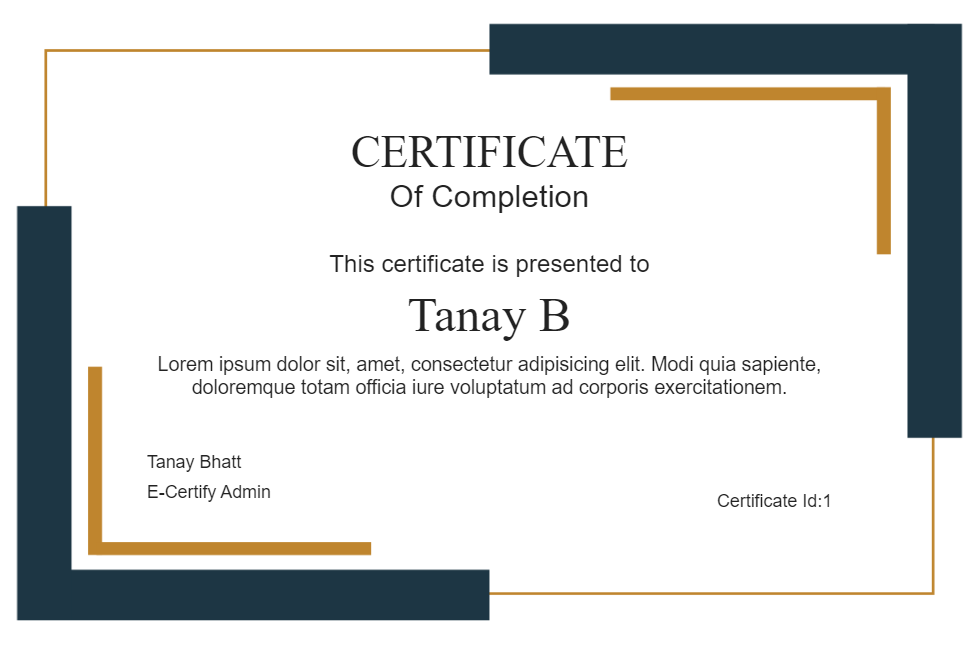 CERTIFICATE
Of Completion
This certificate is presented to
Tanay B
Lorem ipsum dolor sit, amet, consectetur adipisicing elit. Modi quia sapiente,
doloremque totam officia iure voluptatum ad corporis exercitationem.
Tanay Bhatt
E-Certify Admin
Certificate Id:1